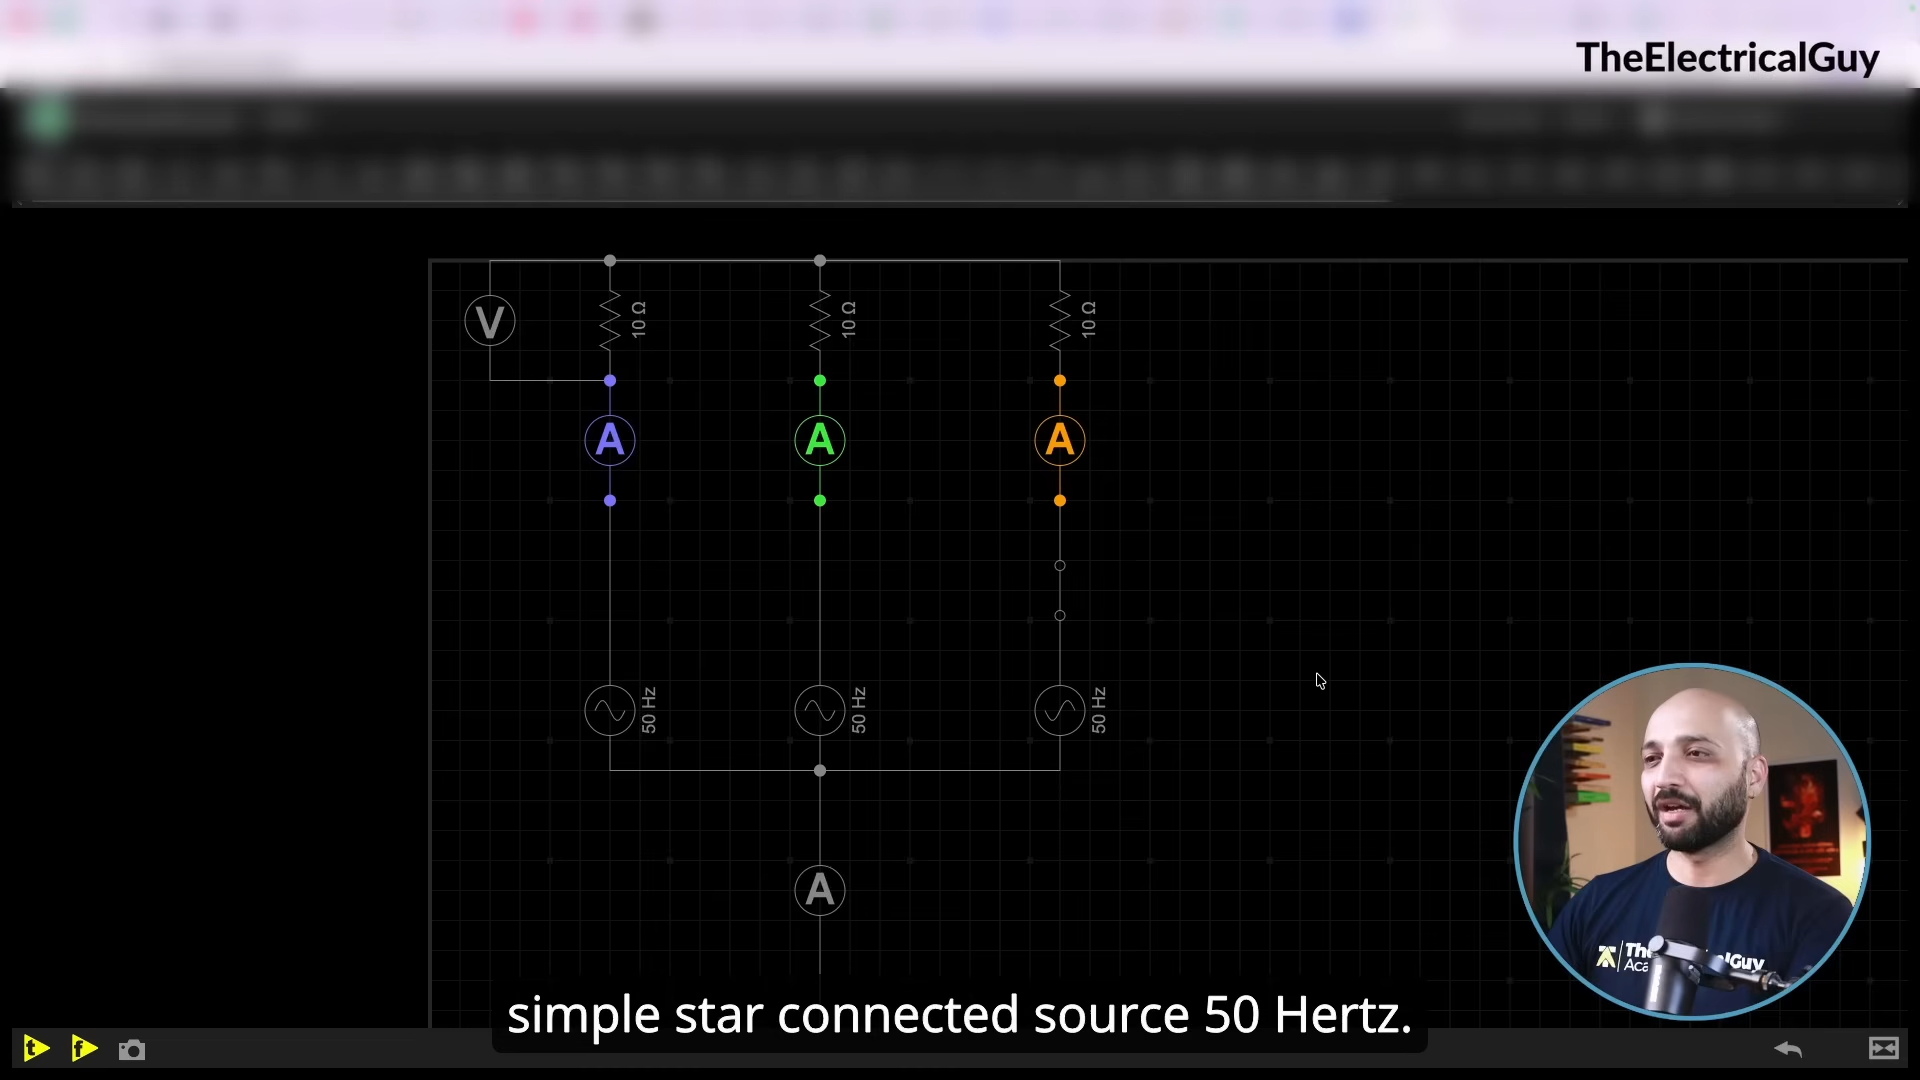 TheElectricalGuy
V
10 Ω
10 Ω
10 Ω
A
A
A
50 Hz
50 Hz
50 Hz
A
simple star connected source 50 Hertz.
t
f